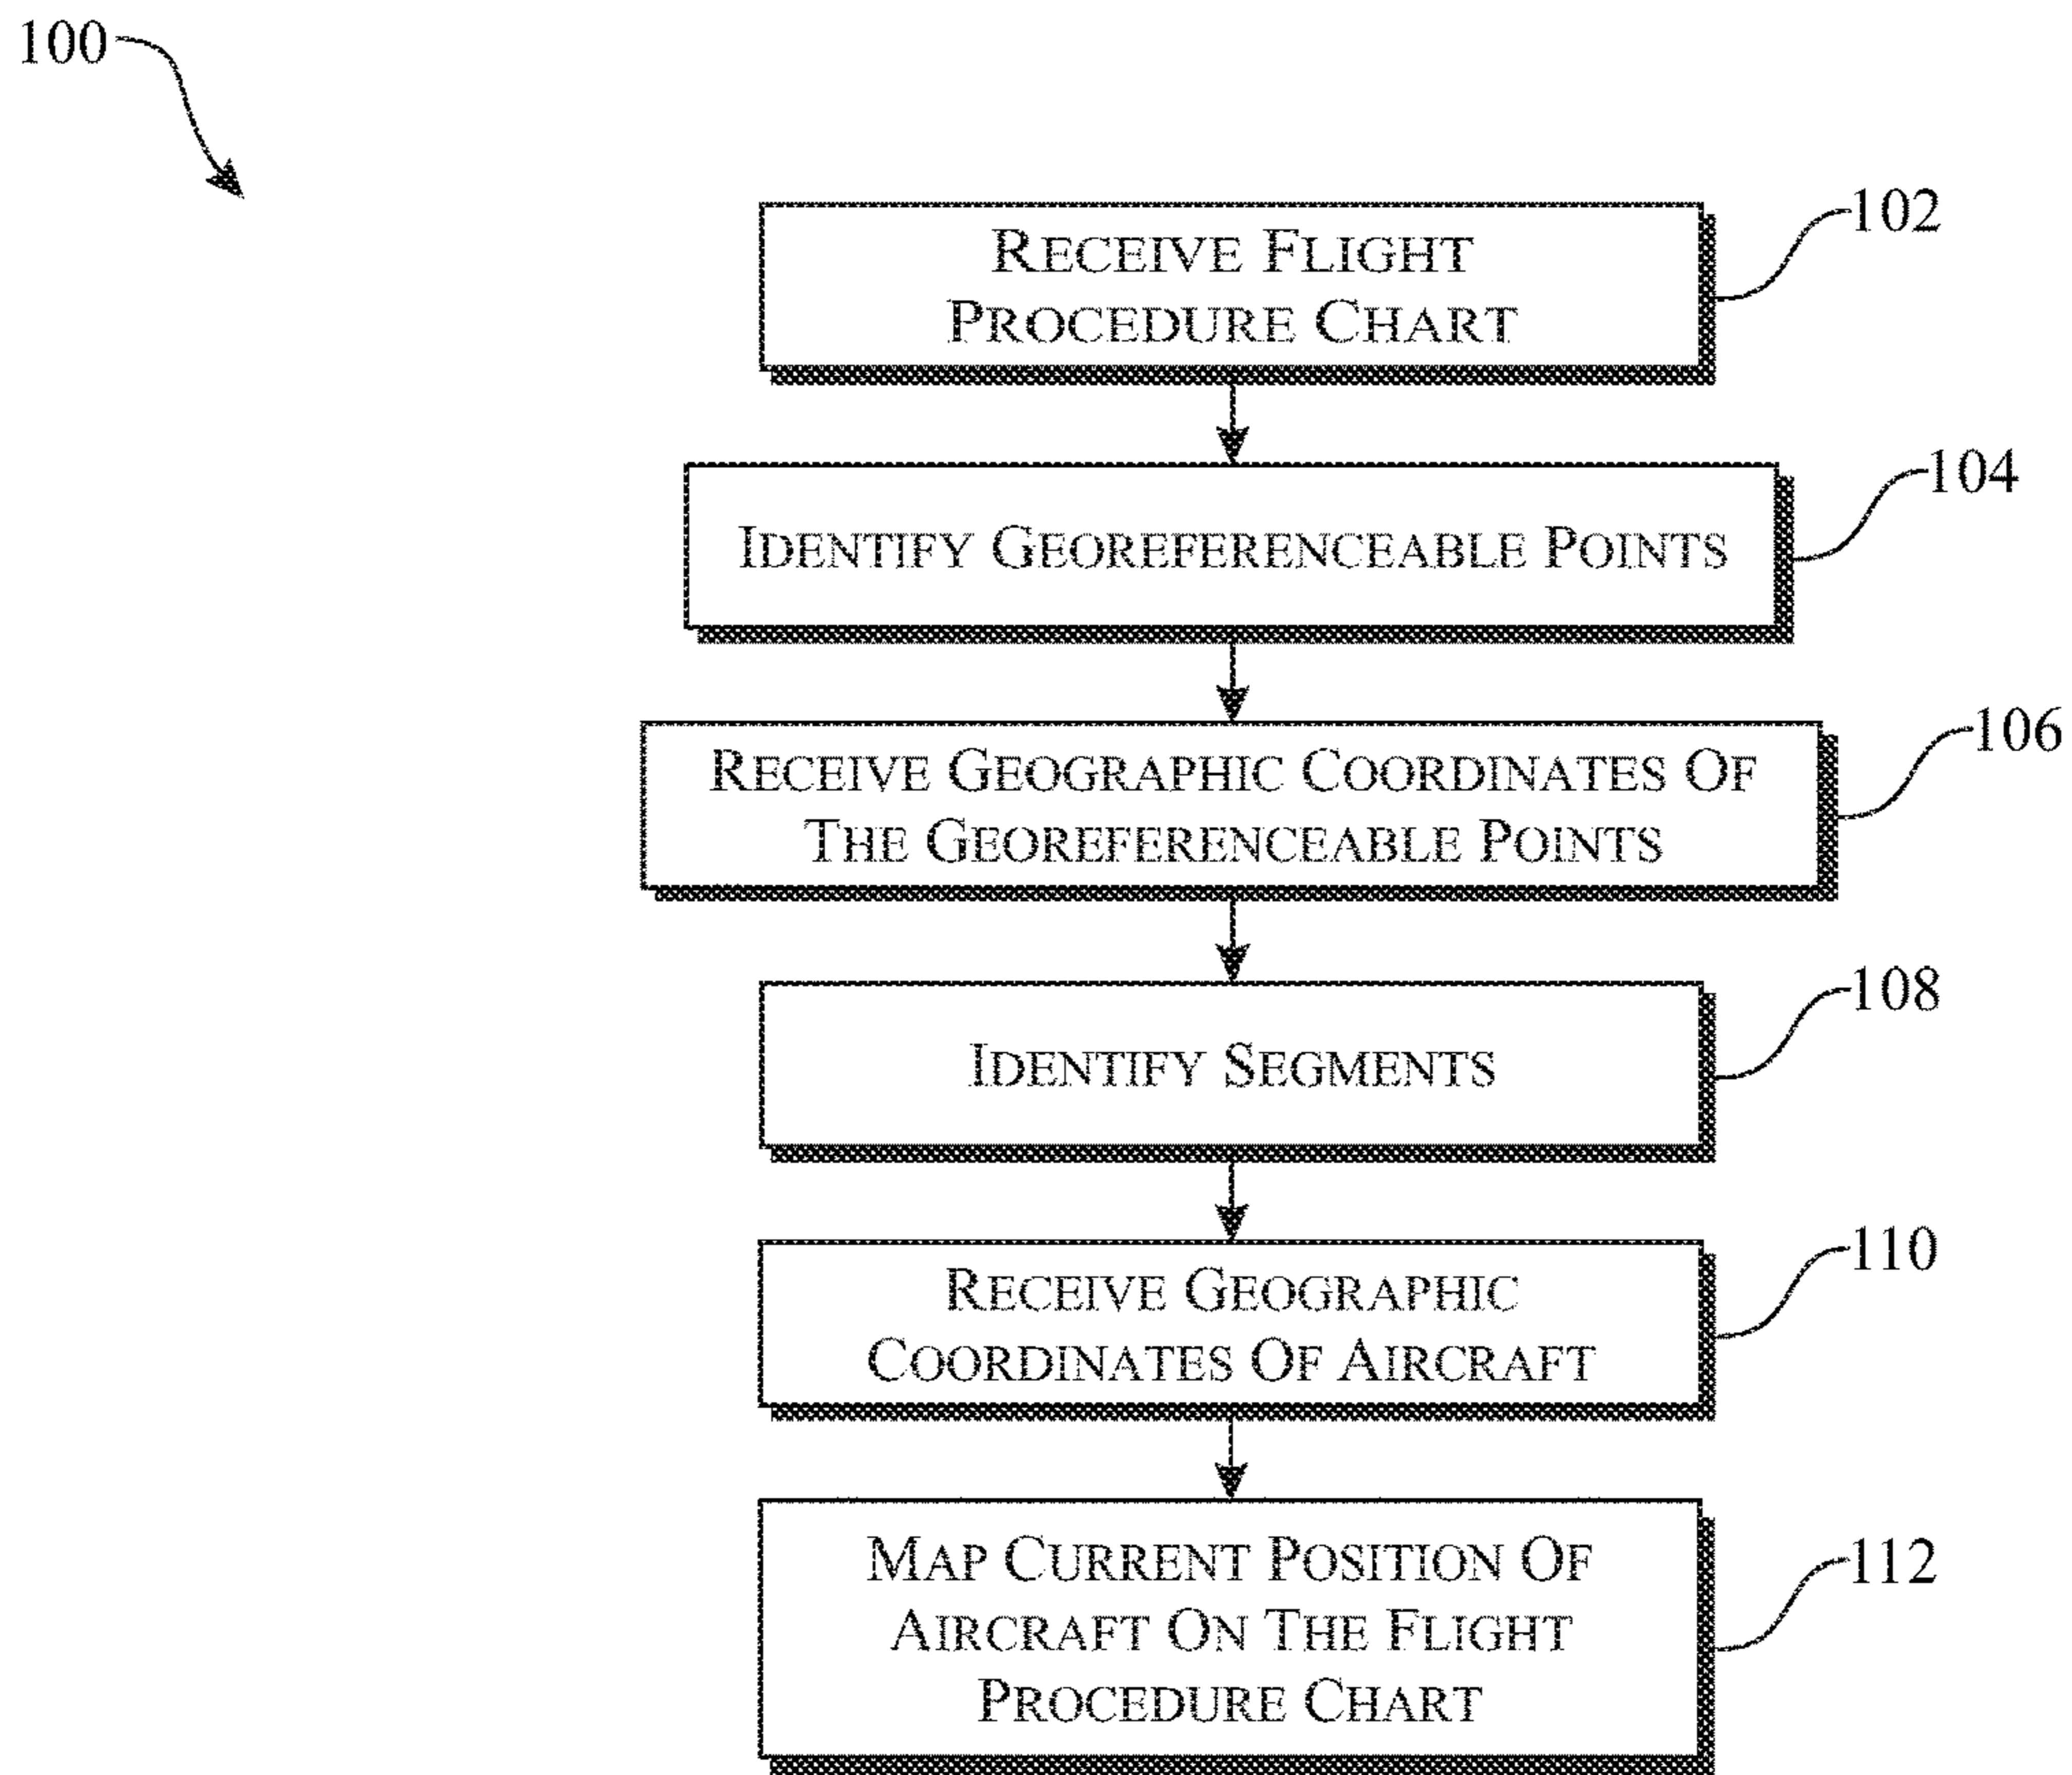 100
RECEIVE FLIGHT
PROCEDURE CHART
102
IDENTIFY GEOREFERENCEABLE POINTS
104
RECEIVE GEOGRAPHIC COORDINATES OF
THE GEOREFERENCEABLE POINTS
106
IDENTIFY SEGMENTS
108
RECEIVE GEOGRAPHIC
COORDINATES OF AIRCRAFT
110
MAP CURRENT POSITION OF
AIRCRAFT ON THE FLIGHT
PROCEDURE CHART
112